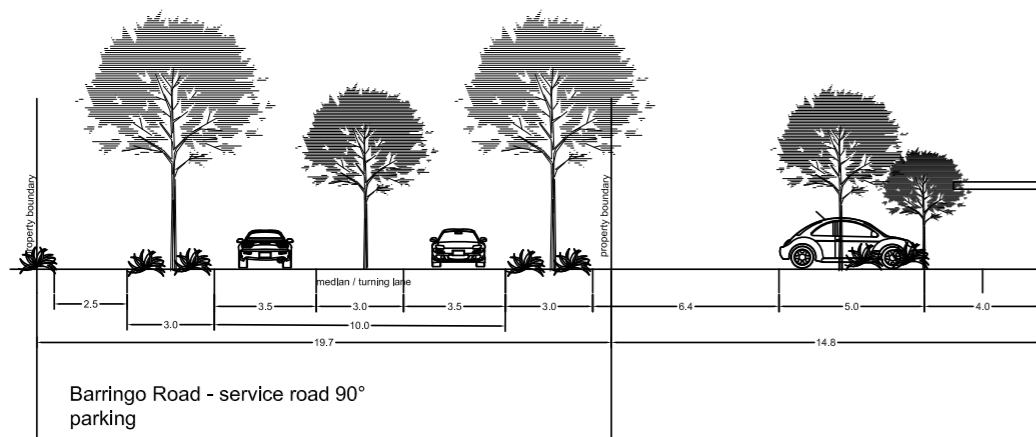 property boundary
property boundary
median / turning lane
2.5
3.5
3.0
3.5
3.0
6.4
5.0
4.0
3.0
10.0
19.7
14.8
Barringo Road - service road 90°
parking